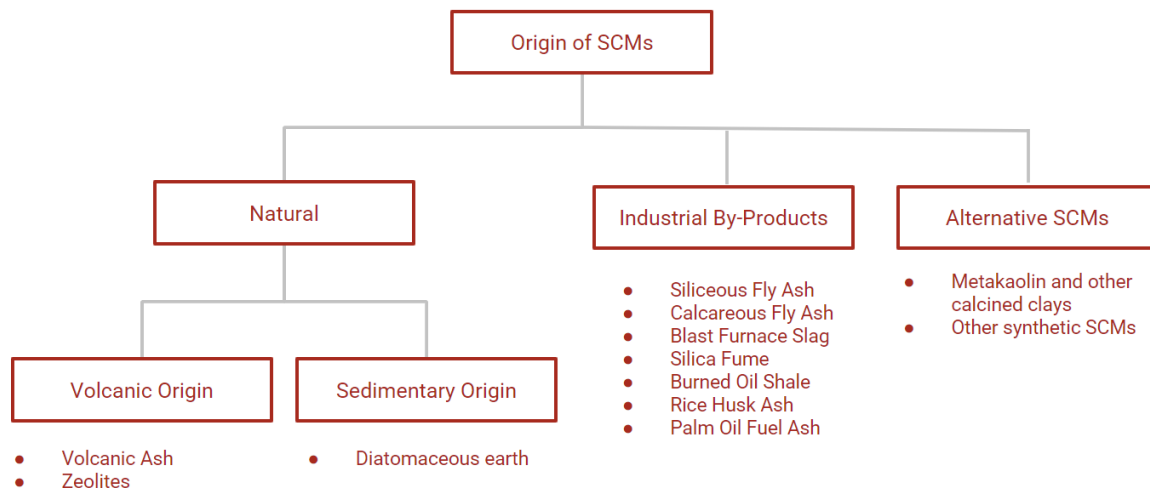 Origin of SCMs
Natural
Industrial By-Products
Alternative SCMs
Volcanic Origin
Sedimentary Origin
● Volcanic Ash
● Zeolites
● Diatomaceous earth
● Siliceous Fly Ash
● Calcareous Fly Ash
● Blast Furnace Slag
● Silica Fume
● Burned Oil Shale
● Rice Husk Ash
● Palm Oil Fuel Ash
● Metakaolin and other
calcined clays
● Other synthetic SCMs